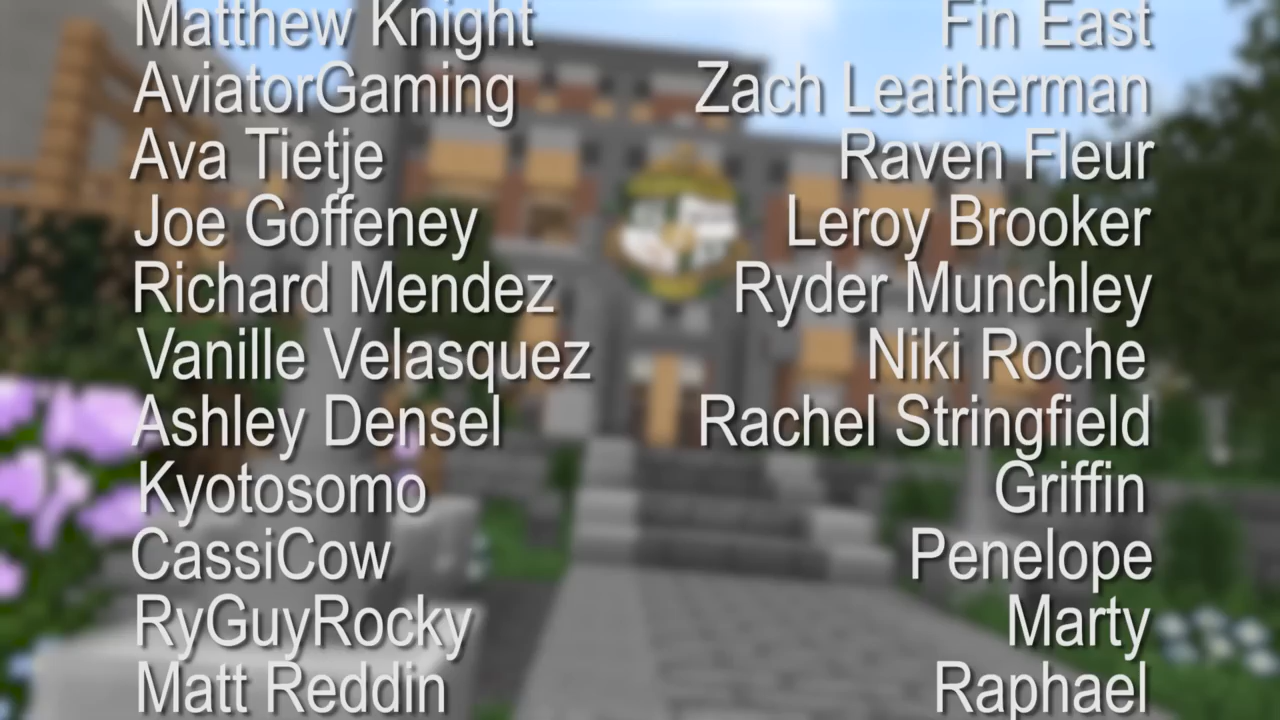 Matthew Knight Fin East
AviatorGaming Zach Leatherman
Ava Tietje Raven Fleur
Joe Goffeney Leroy Brooker
Richard Mendez Ryder Munchley
Vanille Velasquez Niki Roche
Ashley Densel Rachel Stringfield
Kyotosomo Griffin
CassiCow Penelope
RyGuyRocky Marty
Matt Reddin Raphael